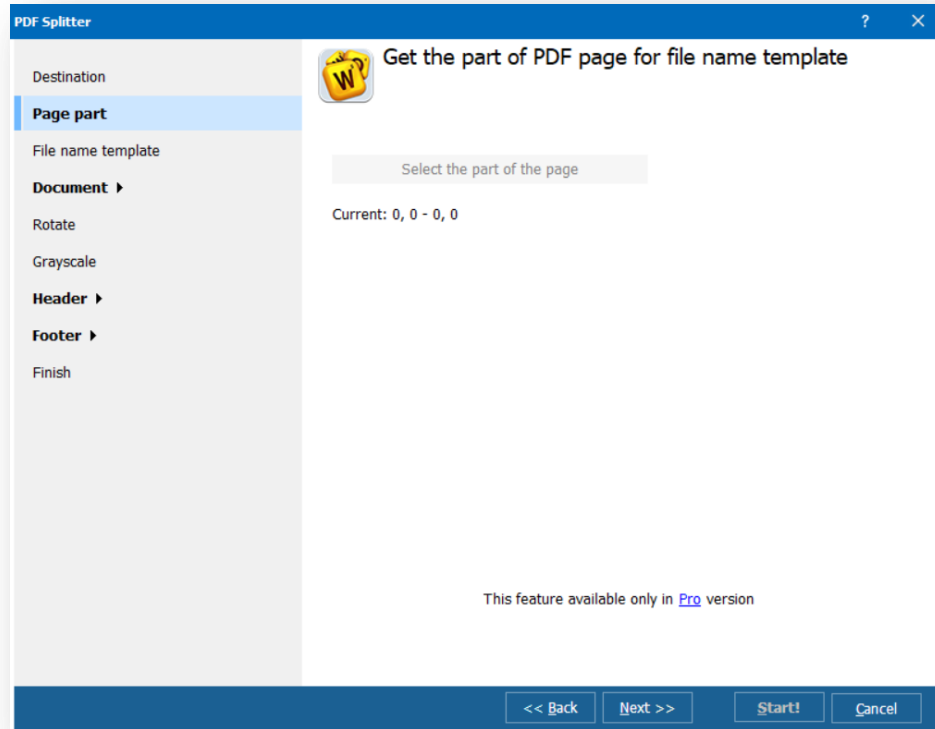 PDF Splitter ?
Destination
Page part
File name template
Document
Rotate
Grayscale
Header
Footer
Finish
W
Get the part of PDF page for file name template
Select the part of the page
Current: 0, 0 - 0, 0
This feature available only in Pro version
<< Back Next >> Start! Cancel